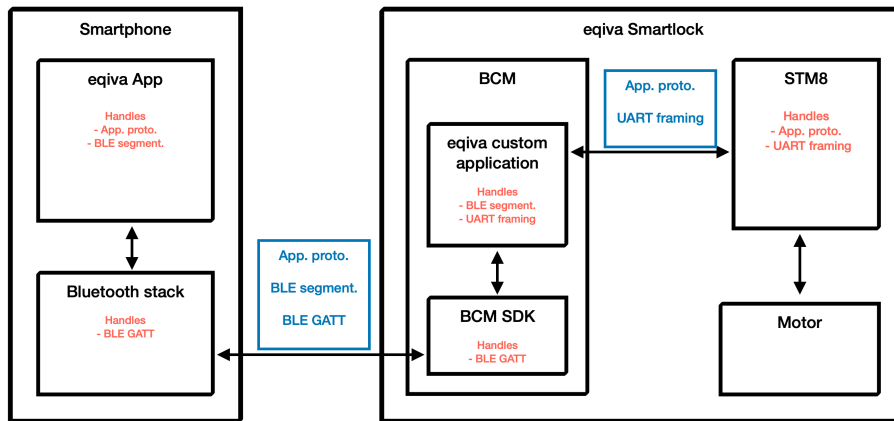 Smartphone
eqiva App
Handles
- App. proto.
- BLE segment.
Bluetooth stack
Handles
- BLE GATT
App. proto.
BLE segment.
BLE GATT
eqiva Smartlock
BCM
eqiva custom
application
Handles
- BLE segment.
- UART framing
BCM SDK
Handles
- BLE GATT
App. proto.
UART framing
STM8
Handles
- App. proto.
- UART framing
Motor